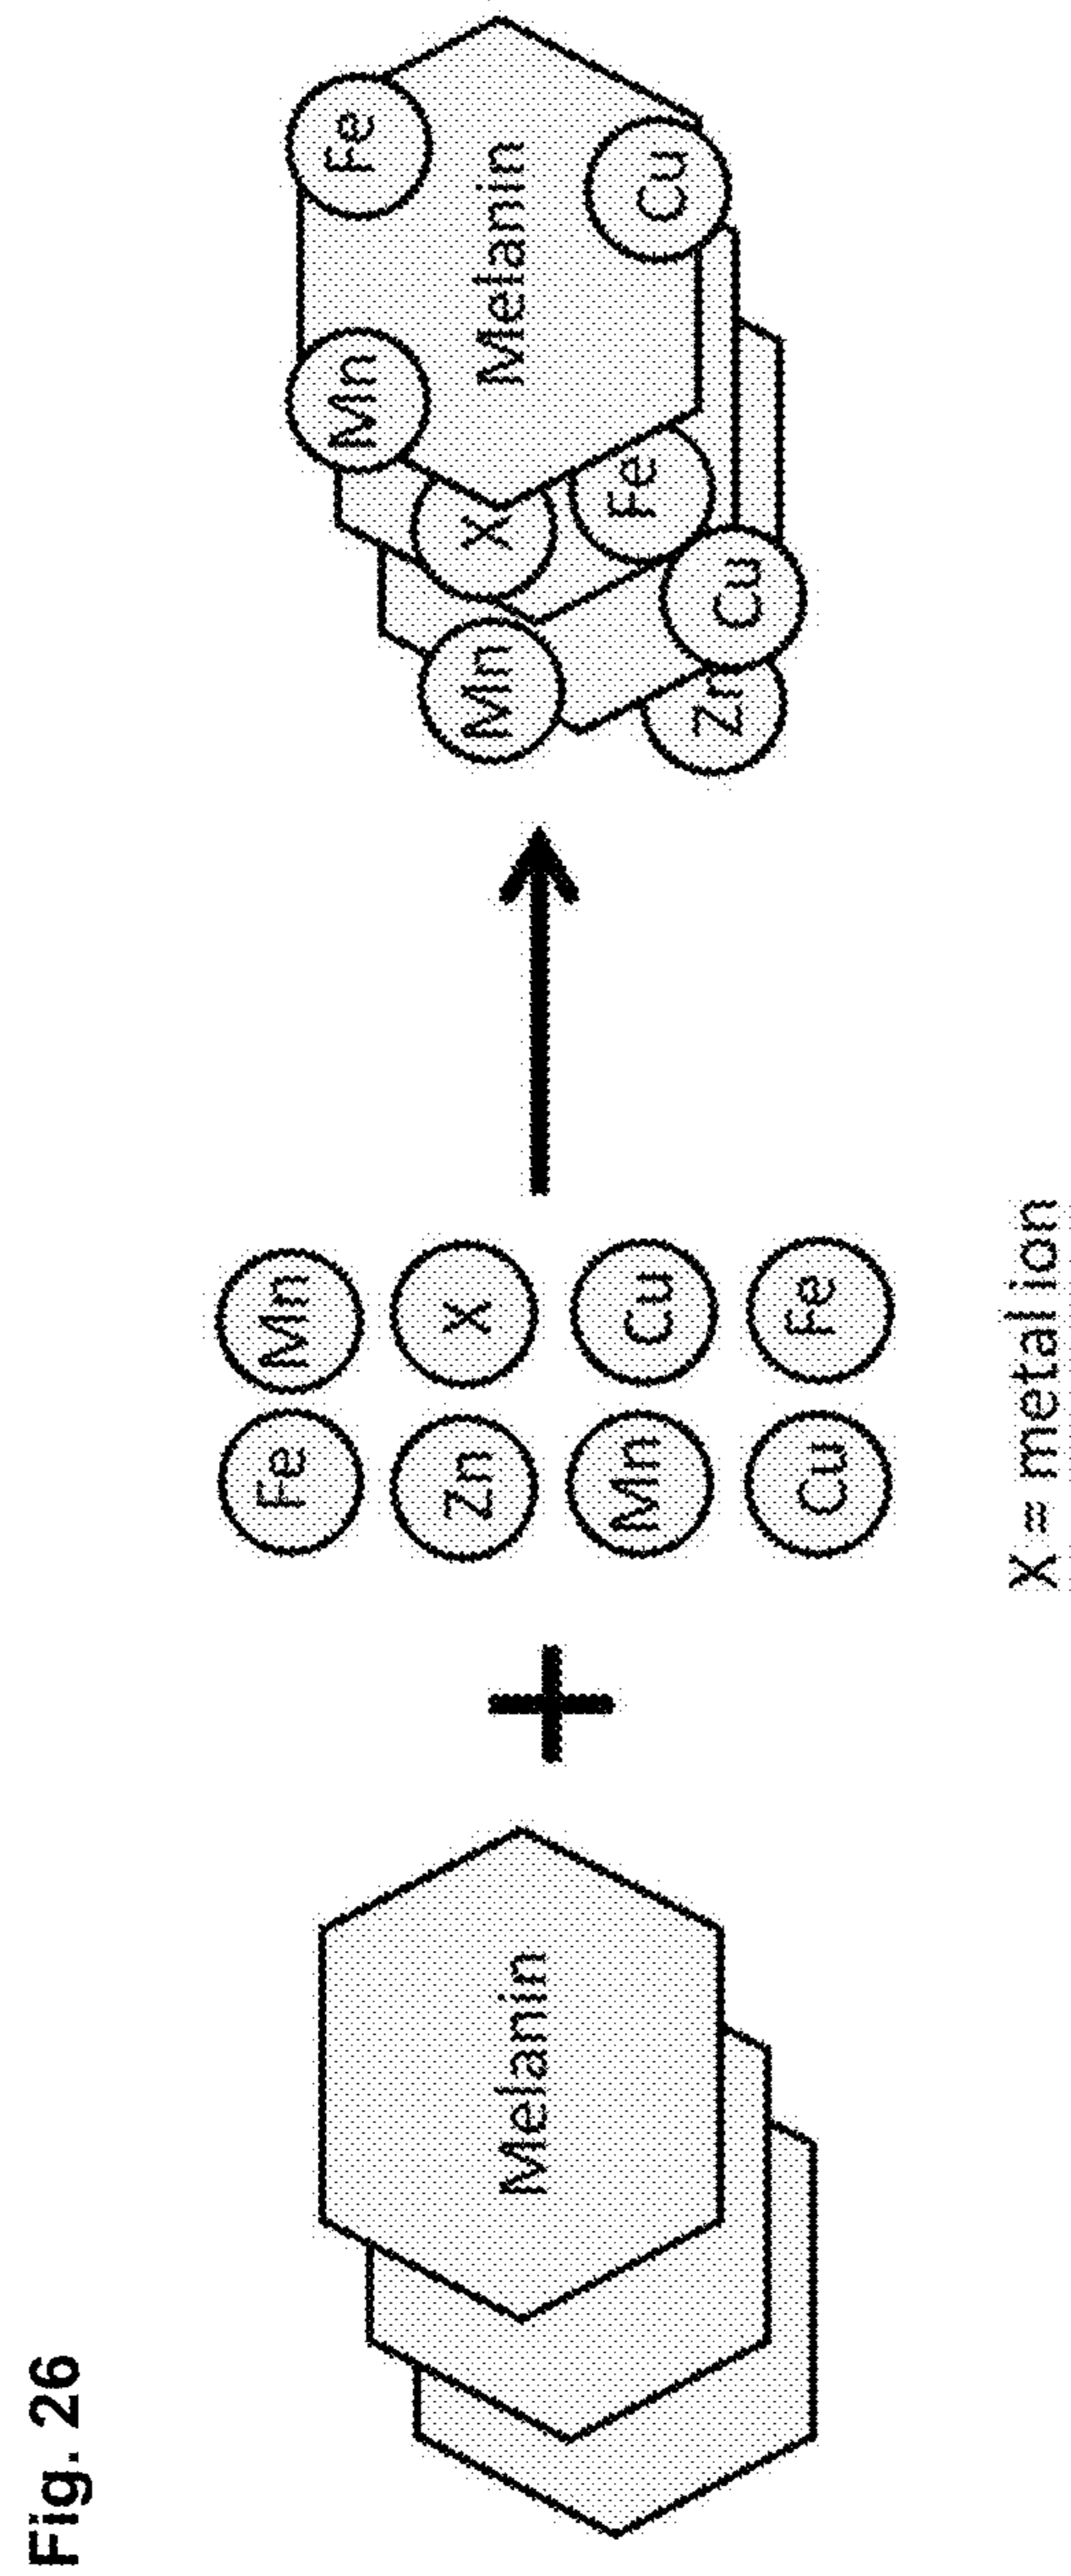 Fig. 26
Melanin
+
Fe Mn
Zn X
Mn Cu
Cu Fe
X = metal ion
Mn Fe
X
Melanin
Mn
Fe
Cu
Cu